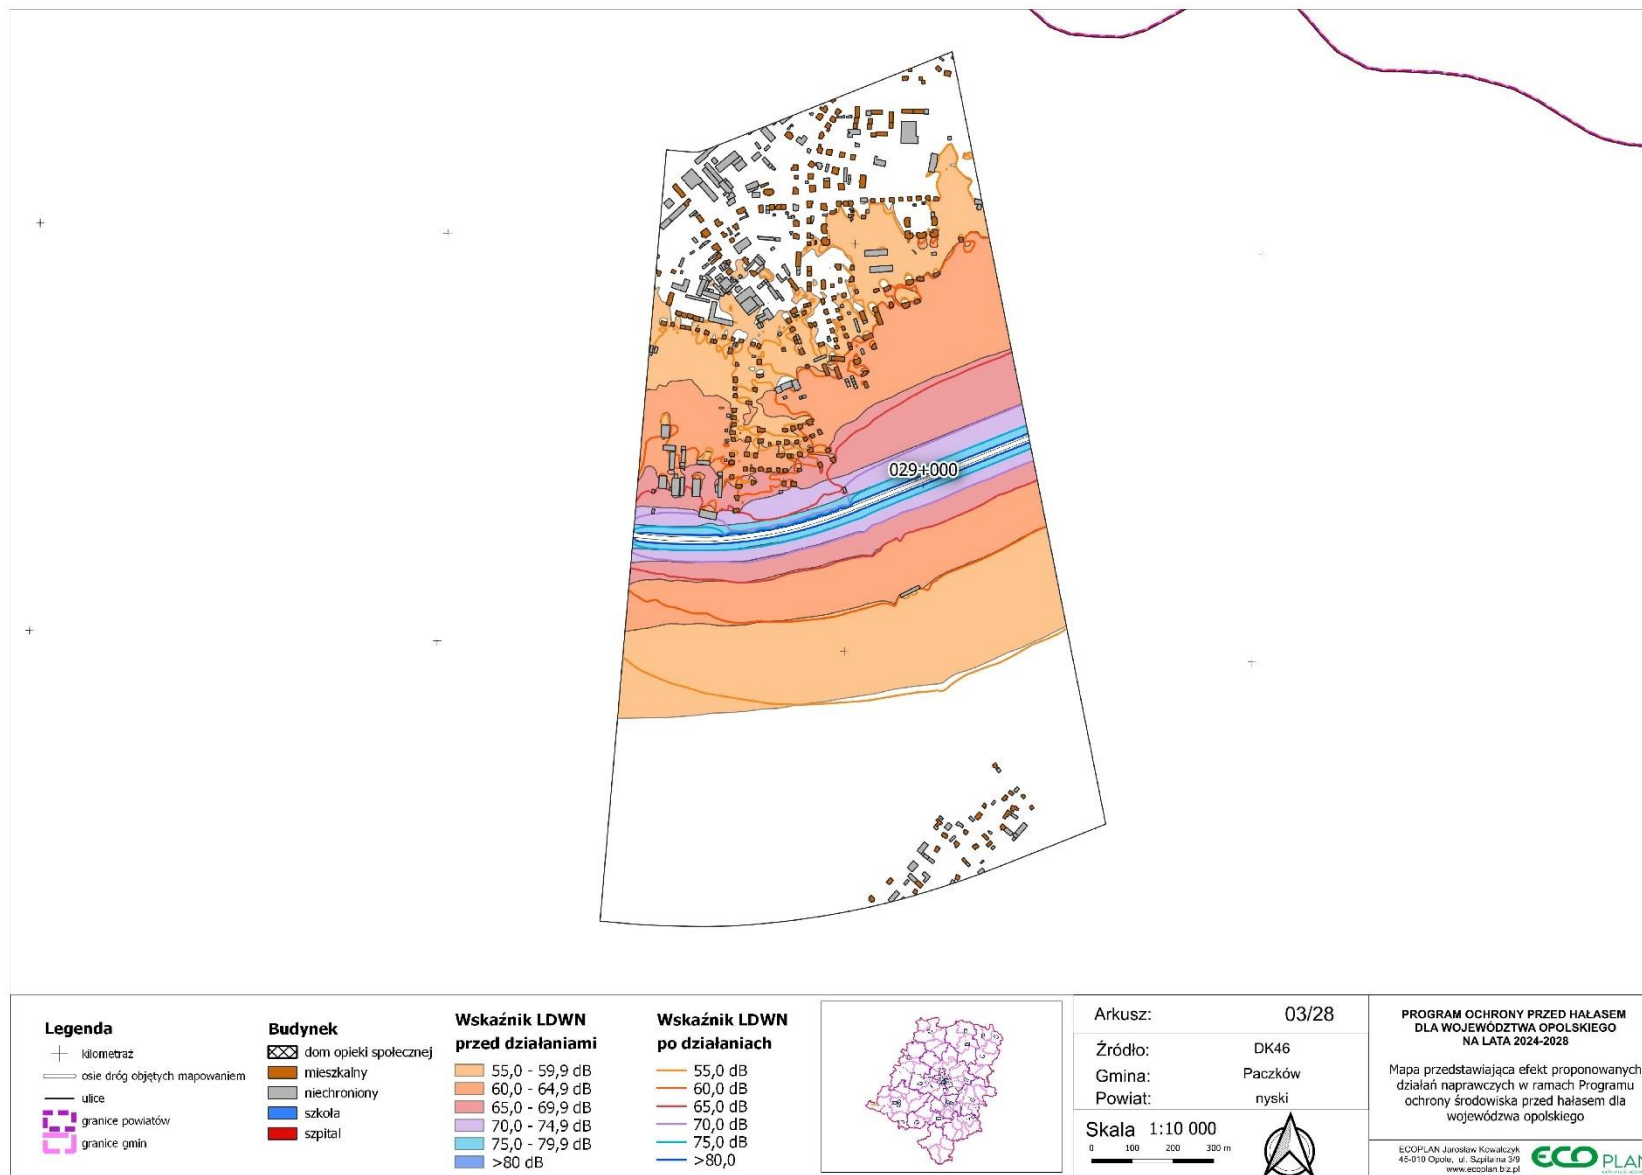 029+000
Legenda
kilometraż
osie dróg objętych mapowaniem
ulice
granice powiatów
granice gmin
Budynek
dom opieki społecznej
mieszkalny
niechroniony
szkoła
szpital
Wskaźnik LDWN
przed działaniami
55,0 - 59,9 dB
60,0 - 64,9 dB
65,0 - 69,9 dB
70,0 - 74,9 dB
75,0 - 79,9 dB
>80 dB
Wskaźnik LDWN
po działaniach
55,0 dB
60,0 dB
65,0 dB
70,0 dB
75,0 dB
>80,0
Arkusz: 03/28
Źródło: DK46
Gmina: Paczków
Powiat: nyski
Skala 1:10 000
0 100 200 300 m
PROGRAM OCHRONY PRZED HAŁASEM
DLA WOJEWÓDZTWA OPOLSKIEGO
NA LATA 2024-2028
Mapa przedstawiająca efekt proponowanych
działań naprawczych w ramach Programu
ochrony środowiska przed hałasem dla
województwa opolskiego
ECOPLAN Jarosław Kowalczyk
45-010 Opole, ul. Szpitalna 3/9
www.ecoplan.biz.pl
ECO PLAN